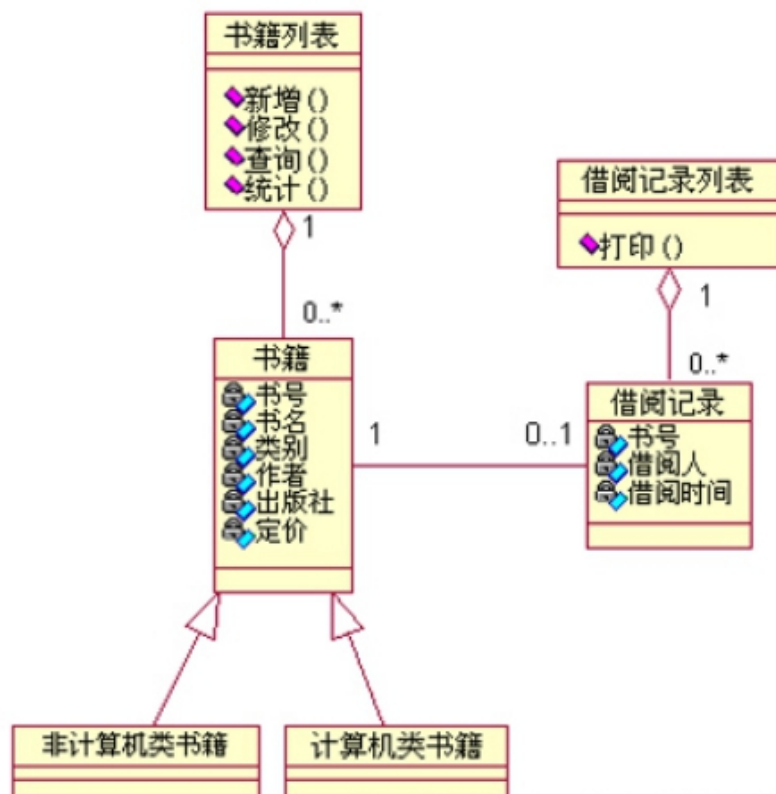 书籍列表
新增()
修改()
查询()
统计()
1
0..*
借阅记录列表
打印()
1
0..*
书籍
书号
书名
类别
作者
出版社
定价
1
0..1
借阅记录
书号
借阅人
借阅时间
非计算机类书籍
计算机类书籍